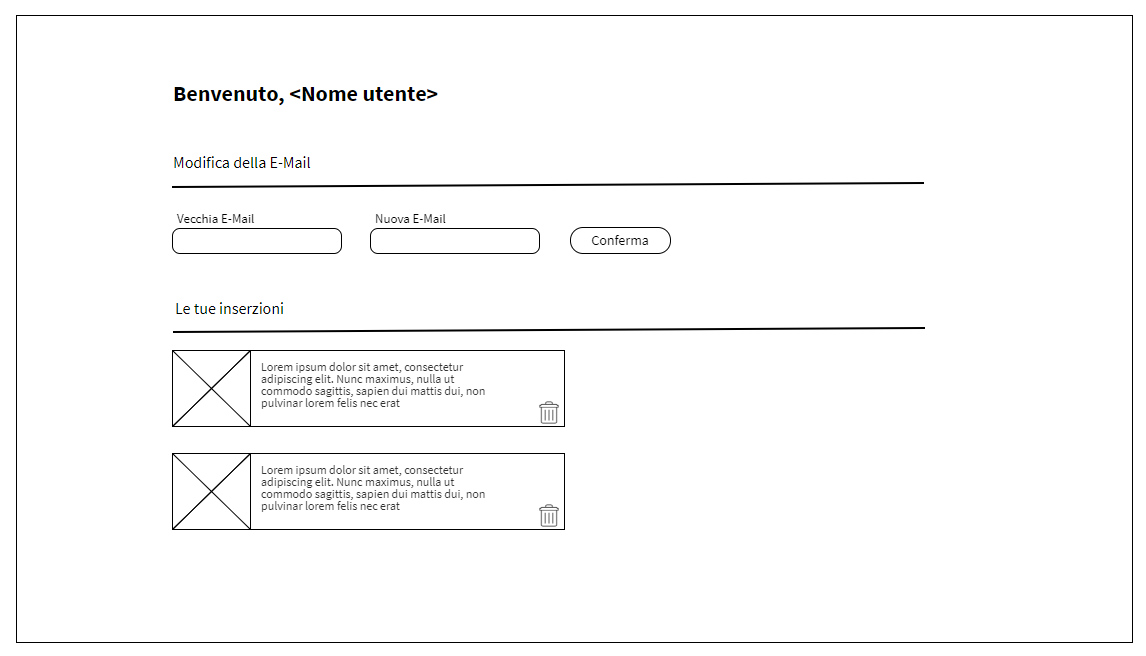 Benvenuto, <Nome utente>
Modifica della E-Mail
Vecchia E-Mail
Nuova E-Mail
Conferma
Le tue inserzioni
Lorem ipsum dolor sit amet, consectetur
adipiscing elit. Nunc maximus, nulla ut
commodo sagittis, sapien dui mattis dui, non
pulvinar lorem felis nec erat
Lorem ipsum dolor sit amet, consectetur
adipiscing elit. Nunc maximus, nulla ut
commodo sagittis, sapien dui mattis dui, non
pulvinar lorem felis nec erat